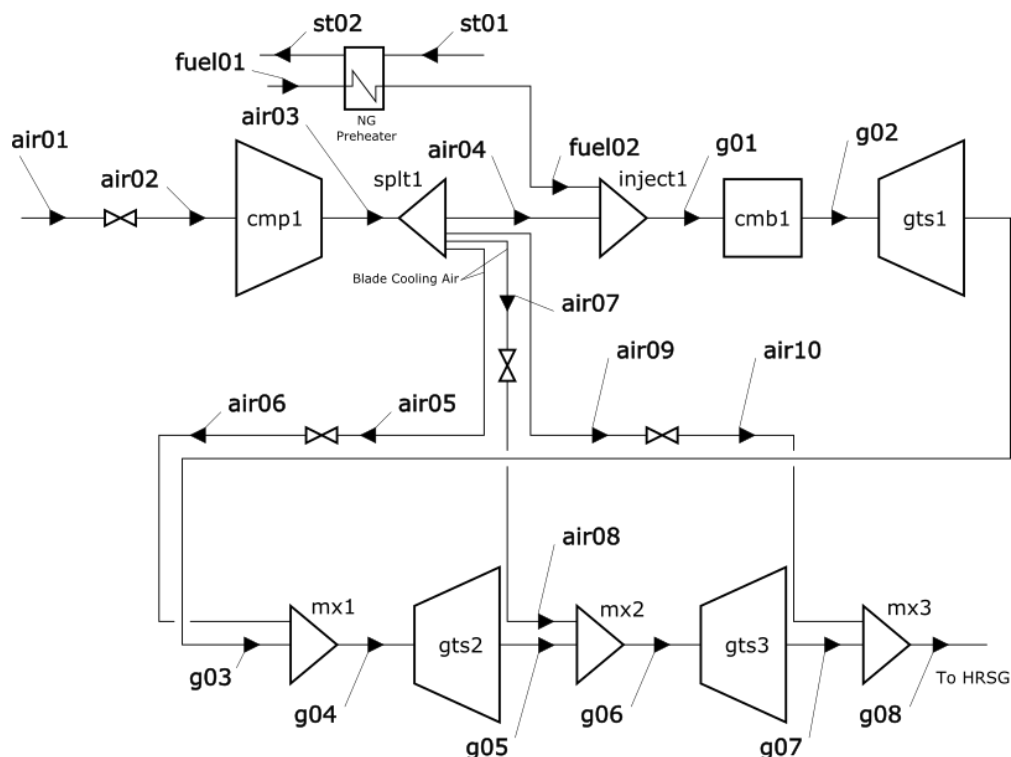 st02
st01
fuel01
NG
Preheater
air03
air01
air02
air04
fuel02
g01
g02
splt1
inject1
cmp1
cmb1
gts1
Blade Cooling Air
air07
air09
air10
air06
air05
air08
mx1
mx2
mx3
gts2
gts3
g03
g04
g05
g06
g07
g08
To HRSG